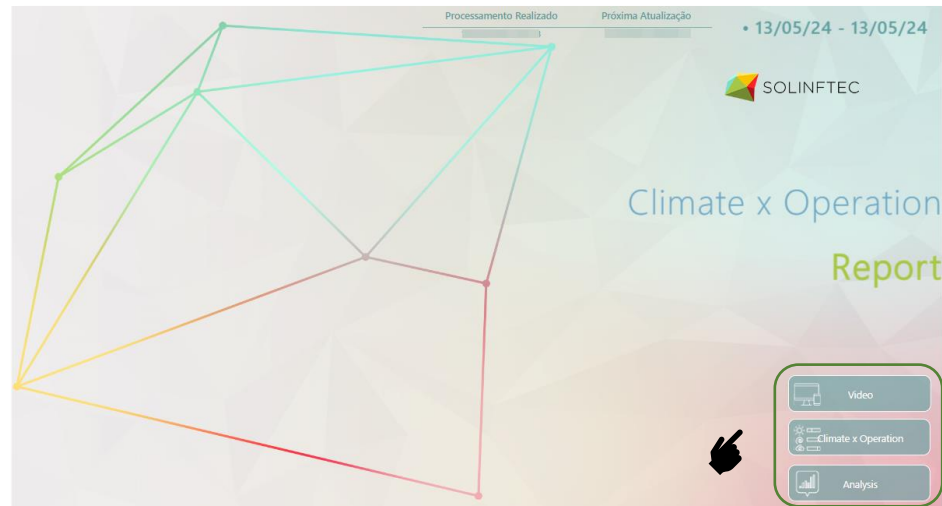 Processamento Realizado
Próxima Atualização
• 13/05/24 - 13/05/24
SOLINFTEC
Climate x Operation
Report
Video
Climate x Operation
Analysis